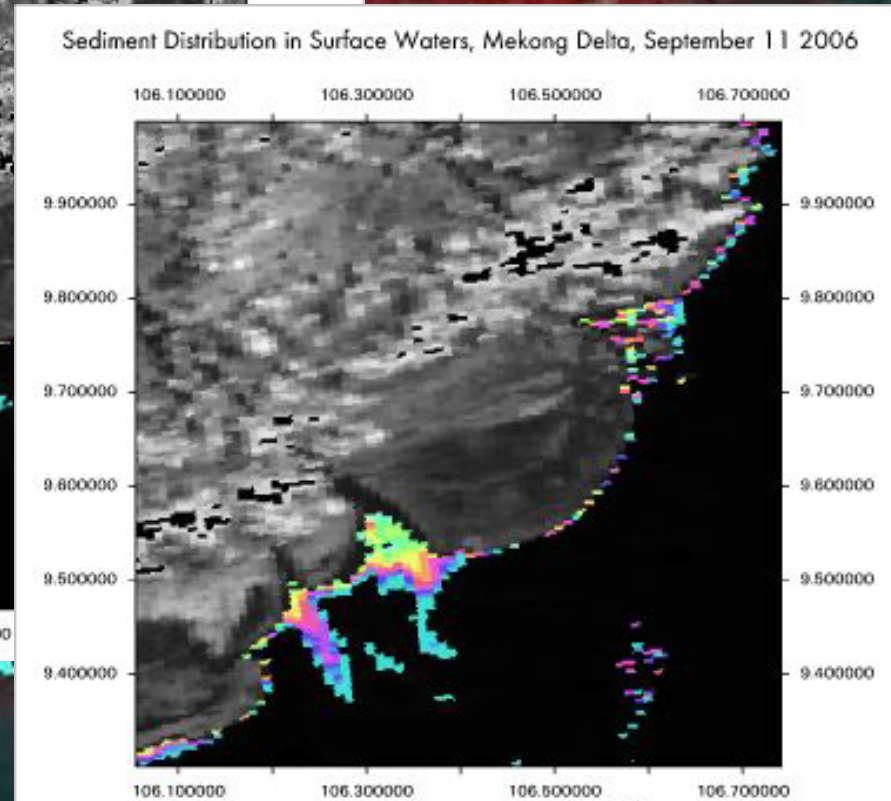 Sediment Distribution in Surface Waters, Mekong Delta, September 11 2006
106.100000 106.300000 106.500000 106.700000
9.900000 9.900000
9.800000 9.800000
9.700000 9.700000
9.600000 9.600000
9.500000 9.500000
9.400000 9.400000
106.100000 106.300000 106.500000 106.700000